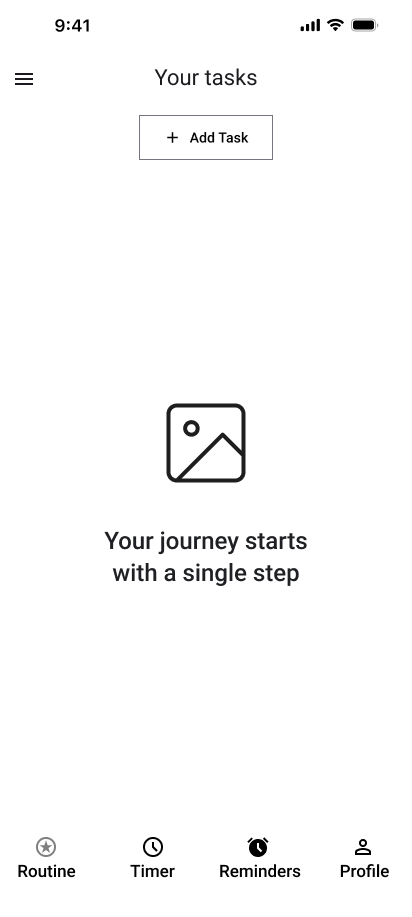 9:41
Your tasks
Add Task
Your journey starts
with a single step
Routine
Timer
Reminders
Profile